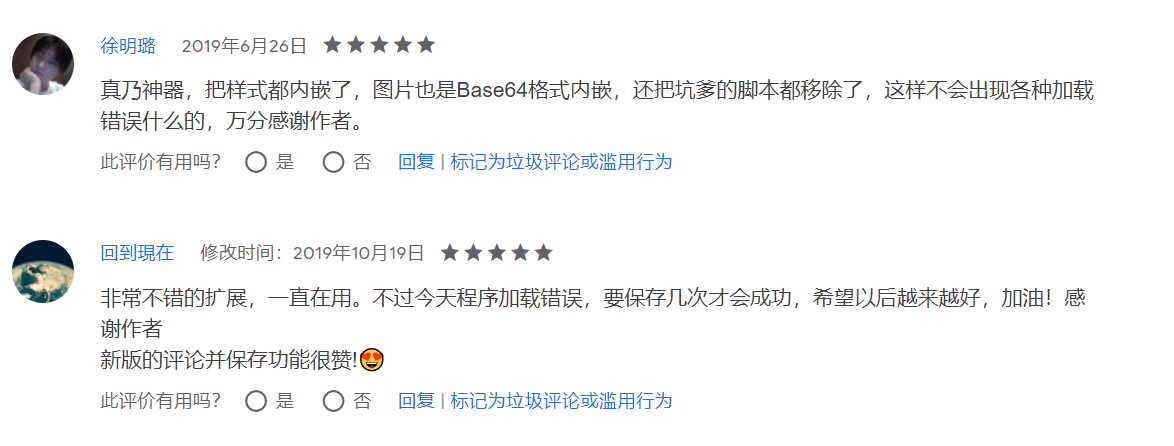 徐明璐 2019年6月26日 ★★★★★
真乃神器，把样式都内嵌了，图片也是Base64格式内嵌，还把坑爹的脚本都移除了，这样不会出现各种加载
错误什么的，万分感谢作者。
此评价有用吗？ 是 否 回复 | 标记为垃圾评论或滥用行为
回到現在 修改时间：2019年10月19日 ★★★★★
非常不错的扩展，一直在用。不过今天程序加载错误，要保存几次才会成功，希望以后越来越好，加油！感
谢作者
新版的评论并保存功能很赞!😍
此评价有用吗？ 是 否 回复 | 标记为垃圾评论或滥用行为